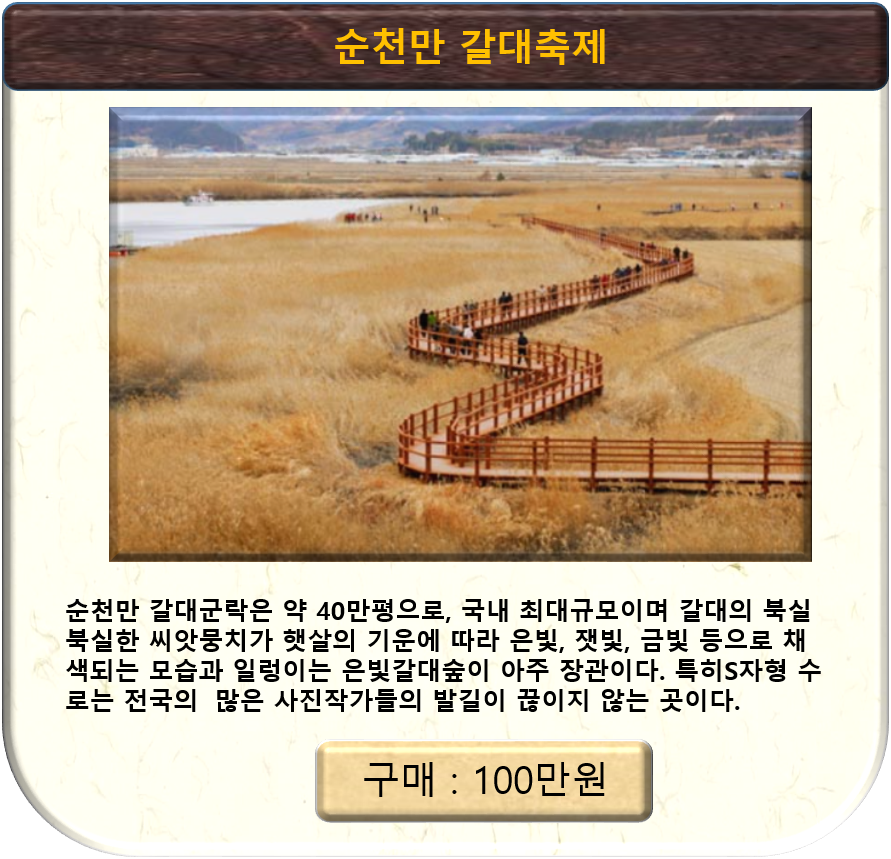 순천만 갈대축제
순천만 갈대군락은 약 40만평으로, 국내 최대규모이며 갈대의 북실
북실한 씨앗뭉치가 햇살의 기운에 따라 은빛, 잿빛, 금빛 등으로 채
색되는 모습과 일렁이는 은빛갈대숲이 아주 장관이다. 특히S자형 수
로는 전국의  많은 사진작가들의 발길이 끊이지 않는 곳이다.
구매 : 100만원